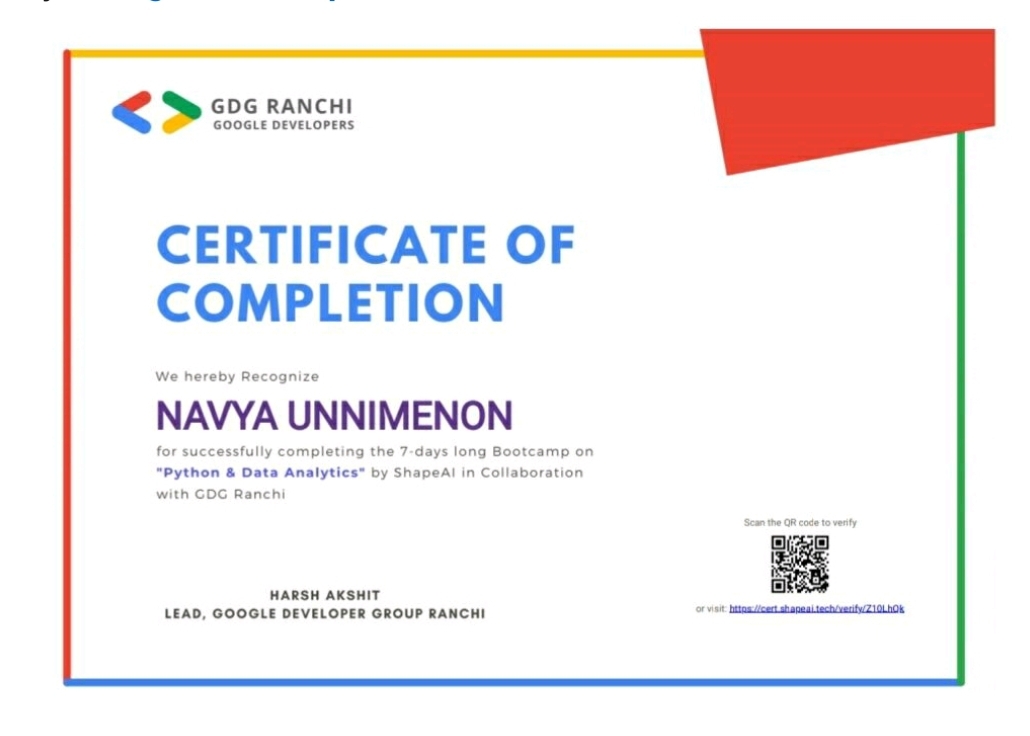 GDG RANCHI
GOOGLE DEVELOPERS
CERTIFICATE OF
COMPLETION
We hereby Recognize
NAVYA UNNIMENON
for successfully completing the 7-days long Bootcamp on
"Python & Data Analytics" by ShapeAI in Collaboration
with GDG Ranchi
Scan the QR code to verify
HARSH AKSHIT
LEAD, GOOGLE DEVELOPER GROUP RANCHI
or visit: https://cert.shapeai.tech/verify/Z10LhQk